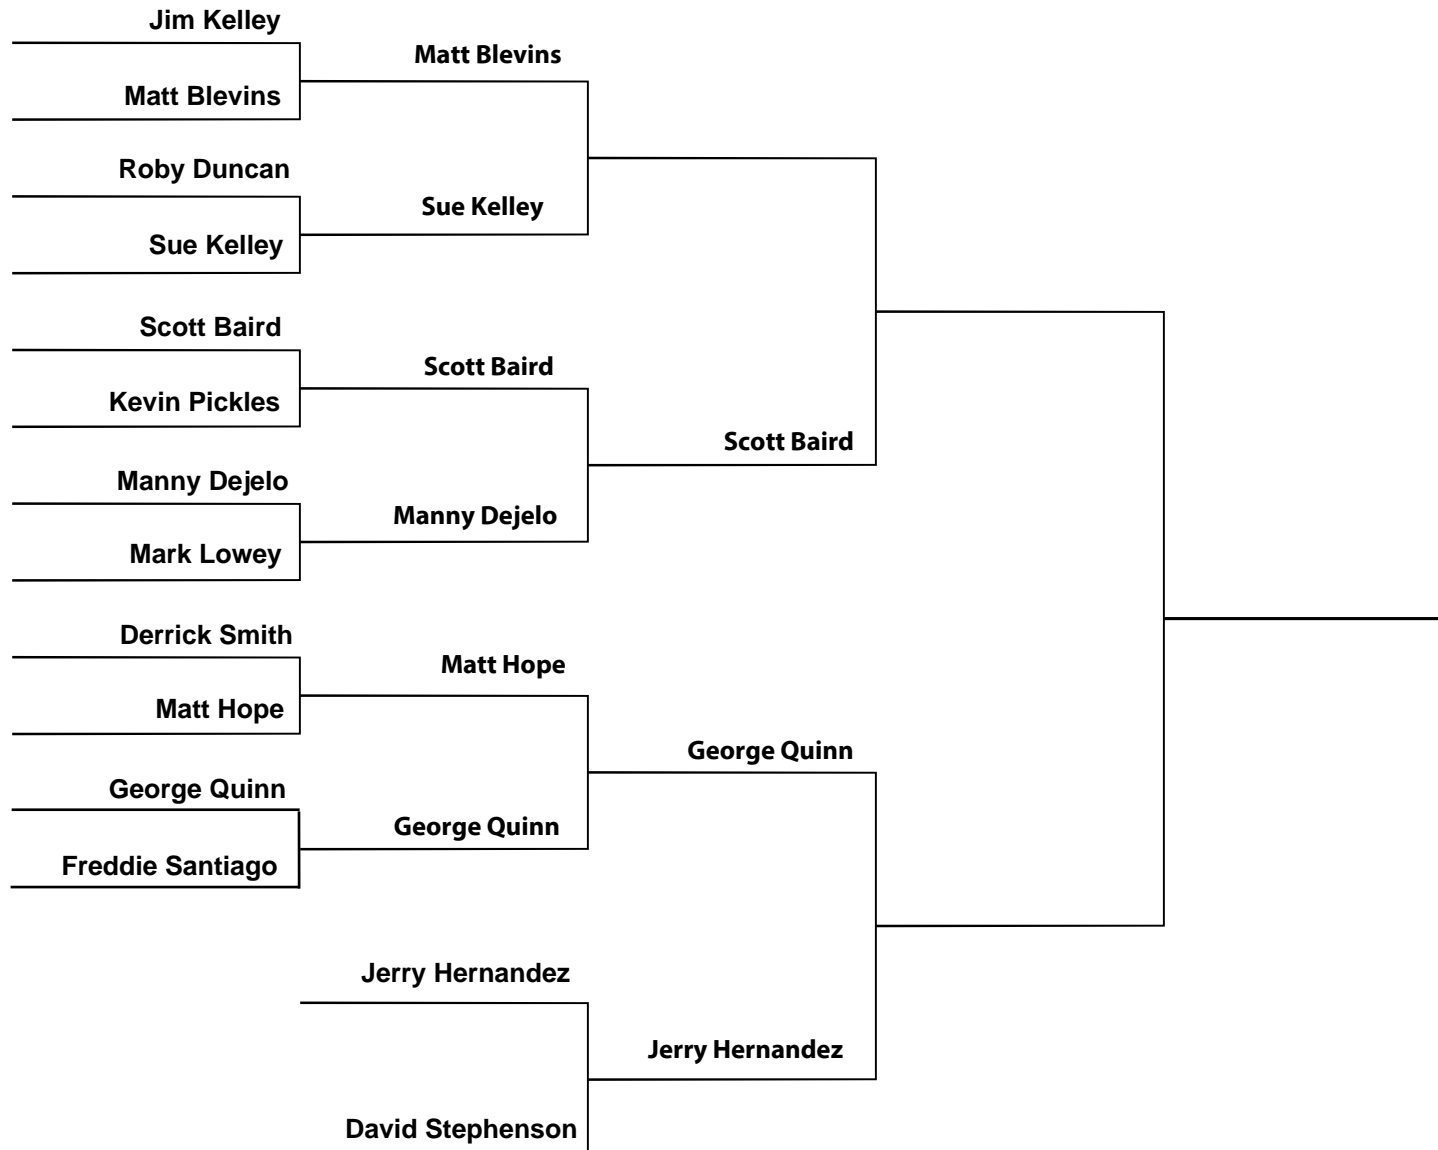 Jim Kelley
Matt Blevins
Roby Duncan
Sue Kelley
Scott Baird
Kevin Pickles
Manny Dejelo
Mark Lowey
Derrick Smith
Matt Hope
George Quinn
Freddie Santiago
Matt Blevins
Sue Kelley
Scott Baird
Manny Dejelo
Matt Hope
George Quinn
Jerry Hernandez
David Stephenson
Scott Baird
George Quinn
Jerry Hernandez